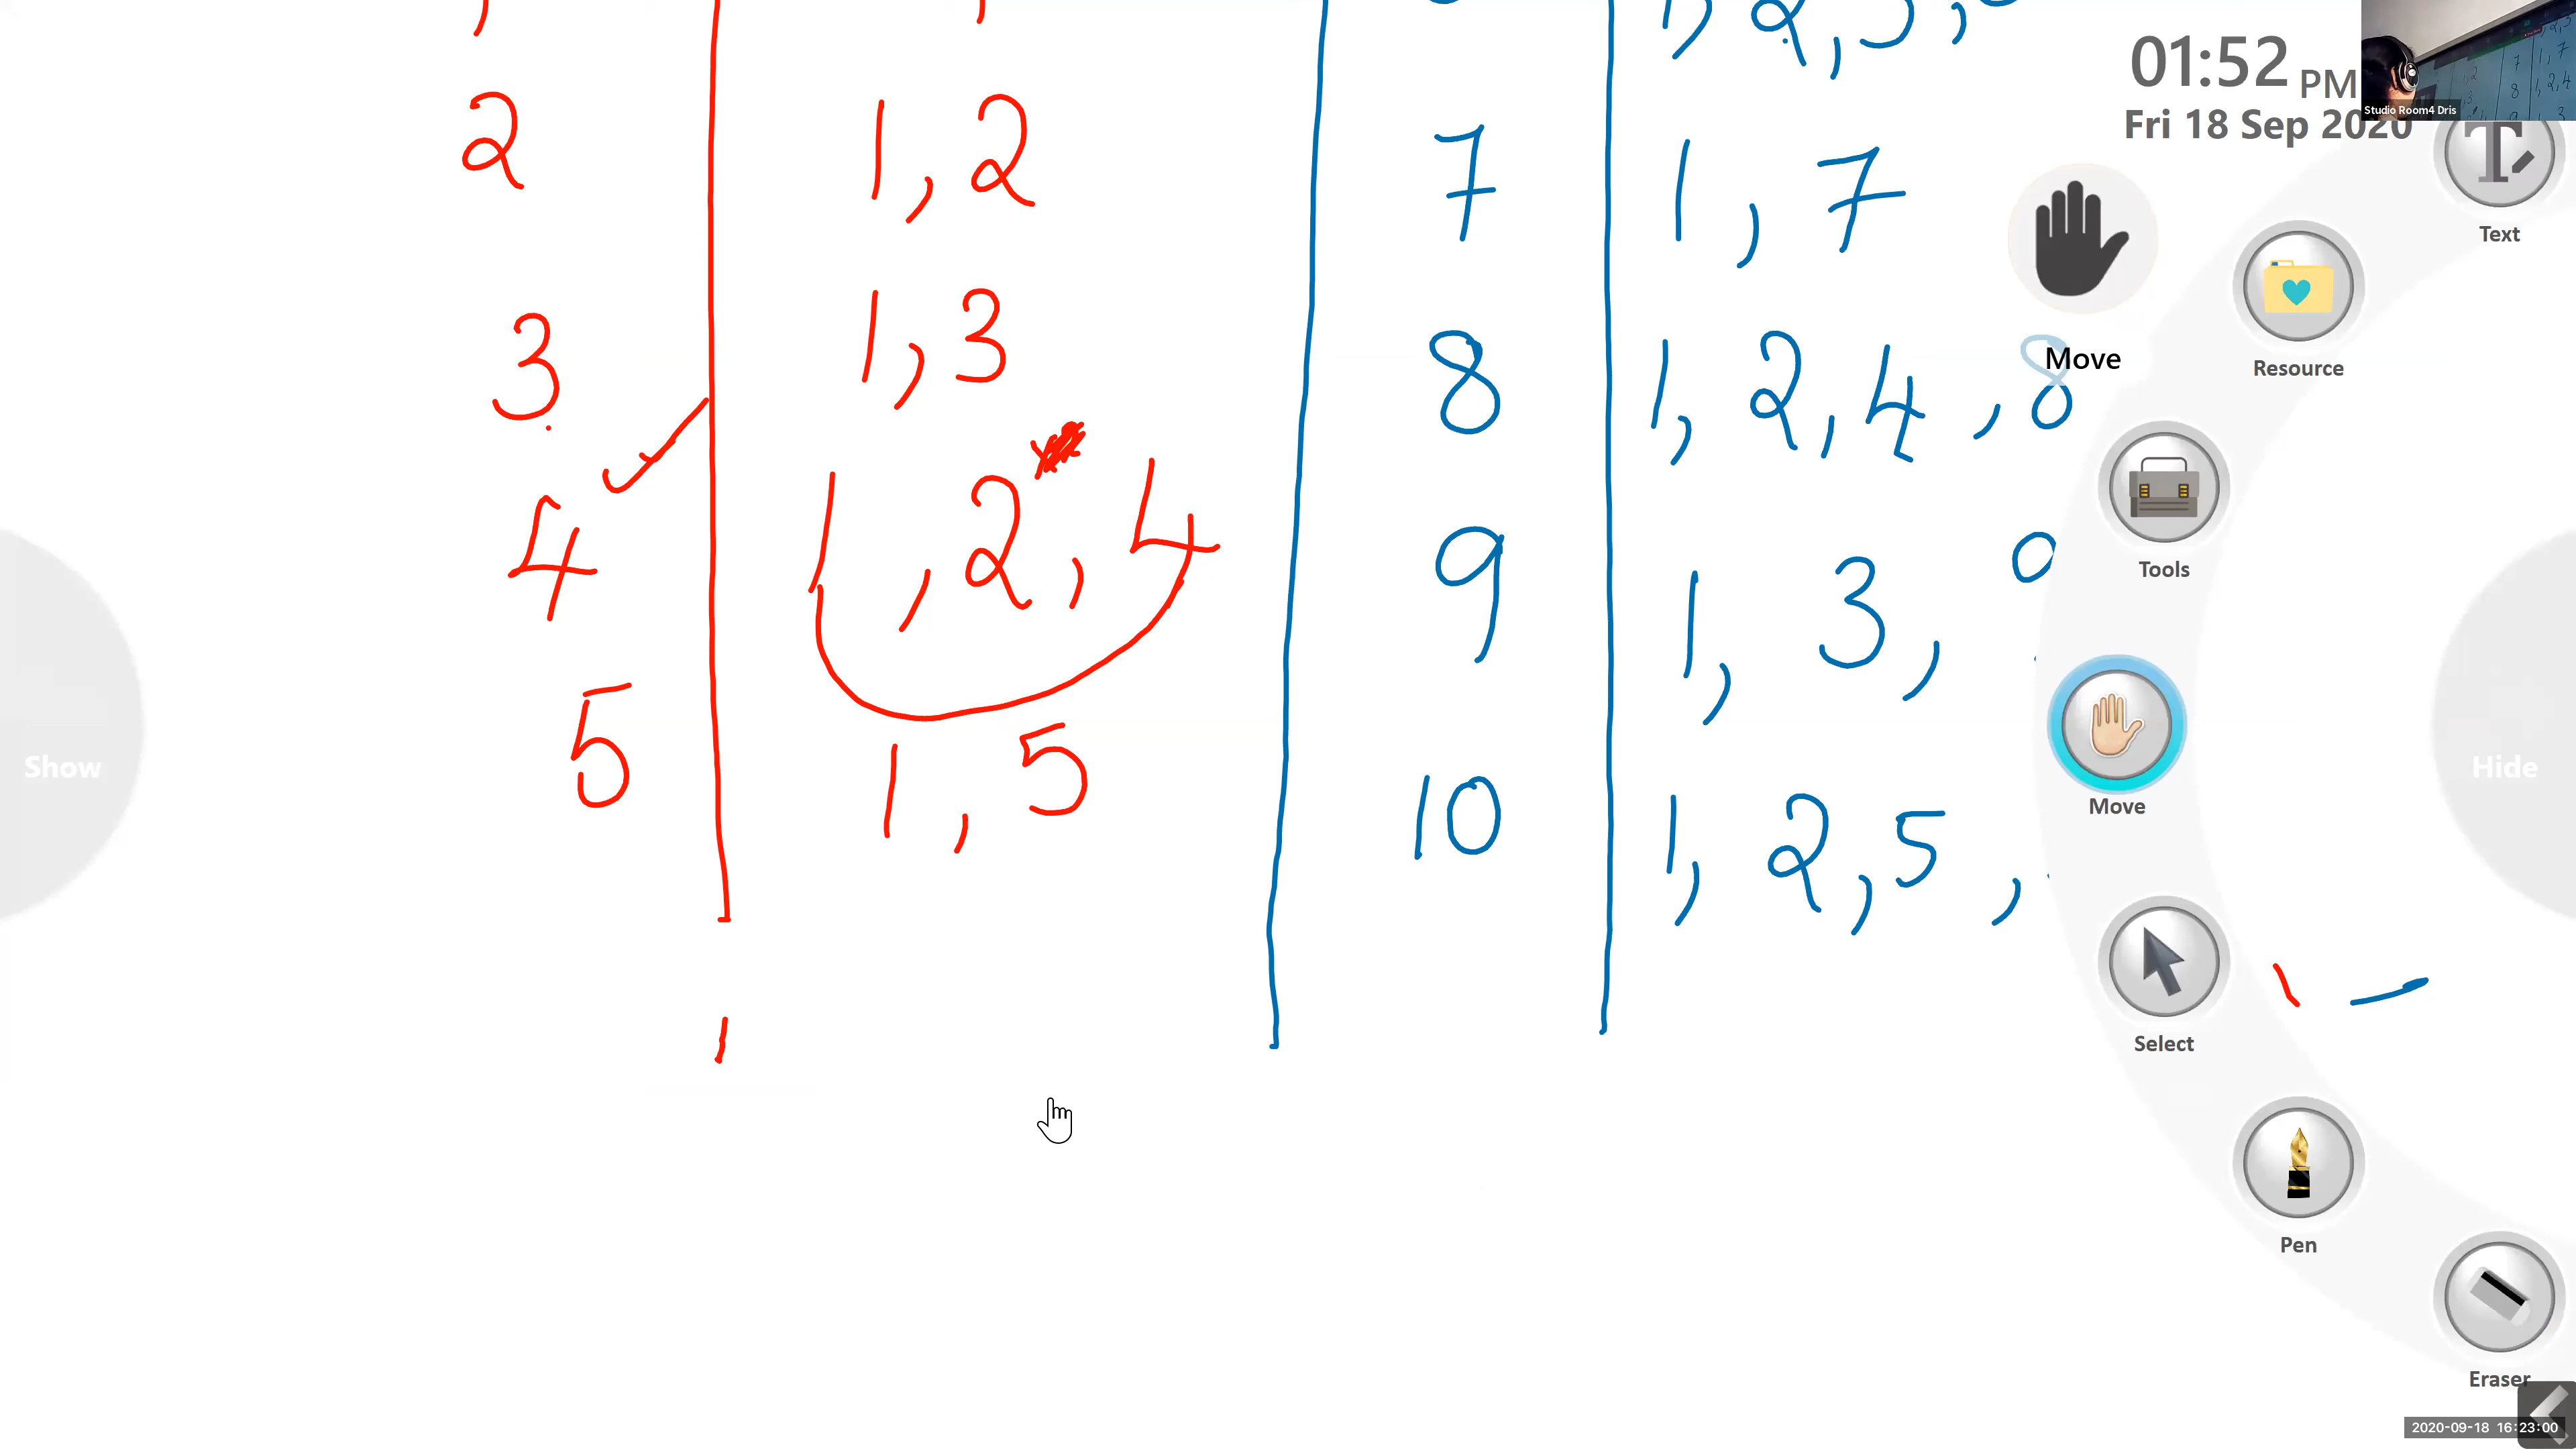 01:52 PM
Fri 18 Sep 2020
Studio Room4 Dris
2 1, 2
3 1, 3
4 1, 2, 4
5 1, 5
7 1, 7
8 1, 2, 4, 8
9 1, 3, 9
10 1, 2, 5,
Move
Text
Resource
Tools
Move
Select
Pen
Eraser
Show
Hide
2020-09-18 16:23:00